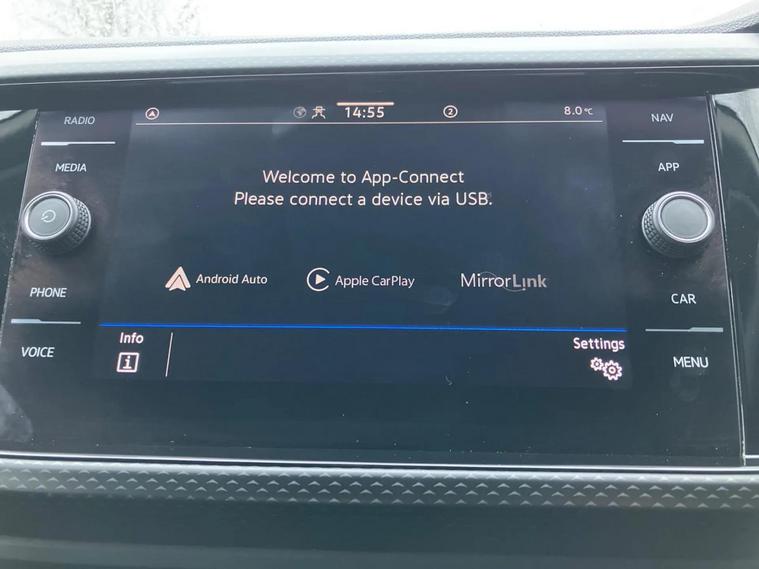 RADIO
MEDIA
PHONE
VOICE
14:55
2
8.0°C
Welcome to App-Connect
Please connect a device via USB.
Android Auto
Apple CarPlay
MirrorLink
Info
i
Settings
NAV
APP
CAR
MENU